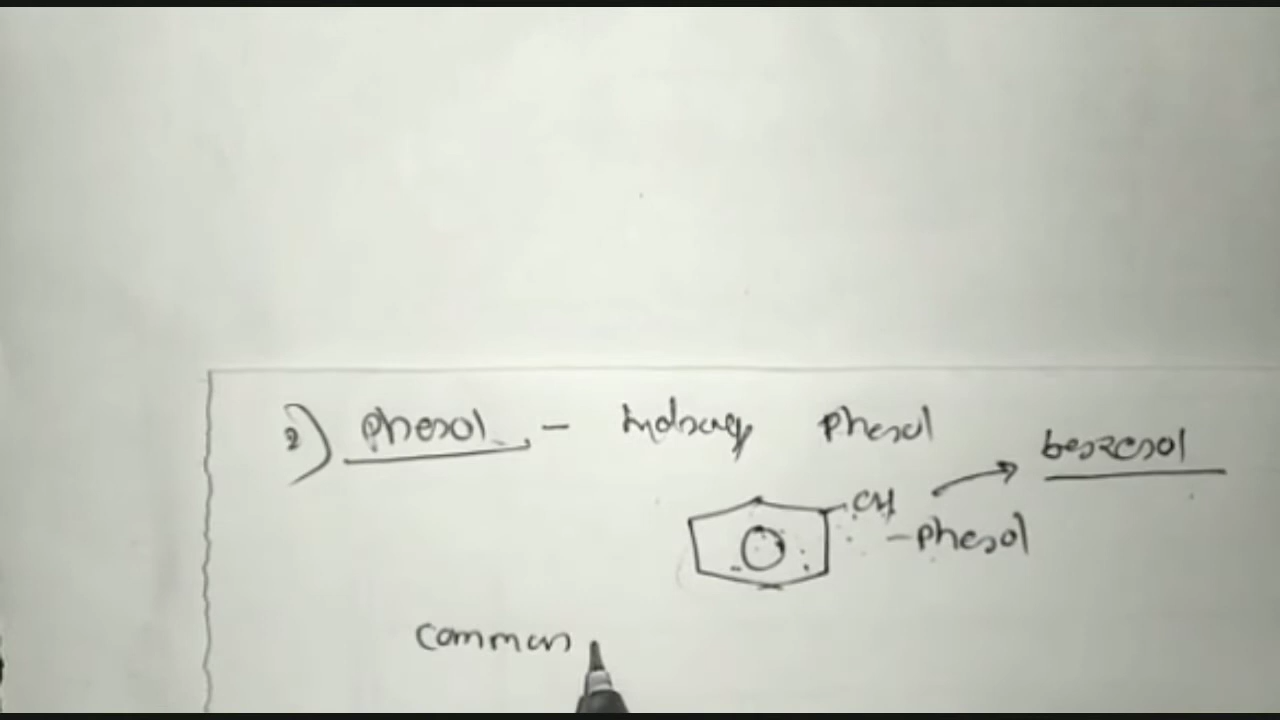 2) phenol - hydroxy phenol
benzenol
OH
-phenol
common